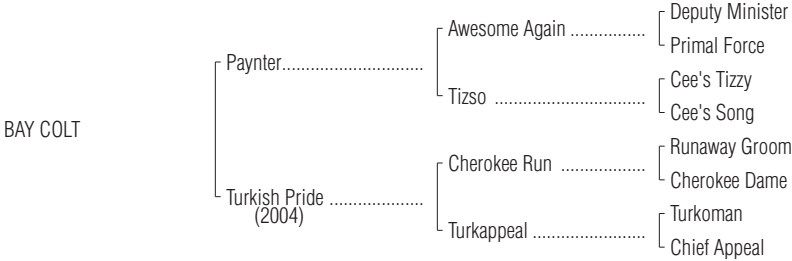 Deputy Minister
Awesome Again ................
Primal Force
Paynter.............................
Cee's Tizzy
Tizso ...............................
Cee's Song
BAY COLT
Runaway Groom
Cherokee Run ..................
Cherokee Dame
Turkish Pride ....................
(2004)
Turkoman
Turkappeal .......................
Chief Appeal